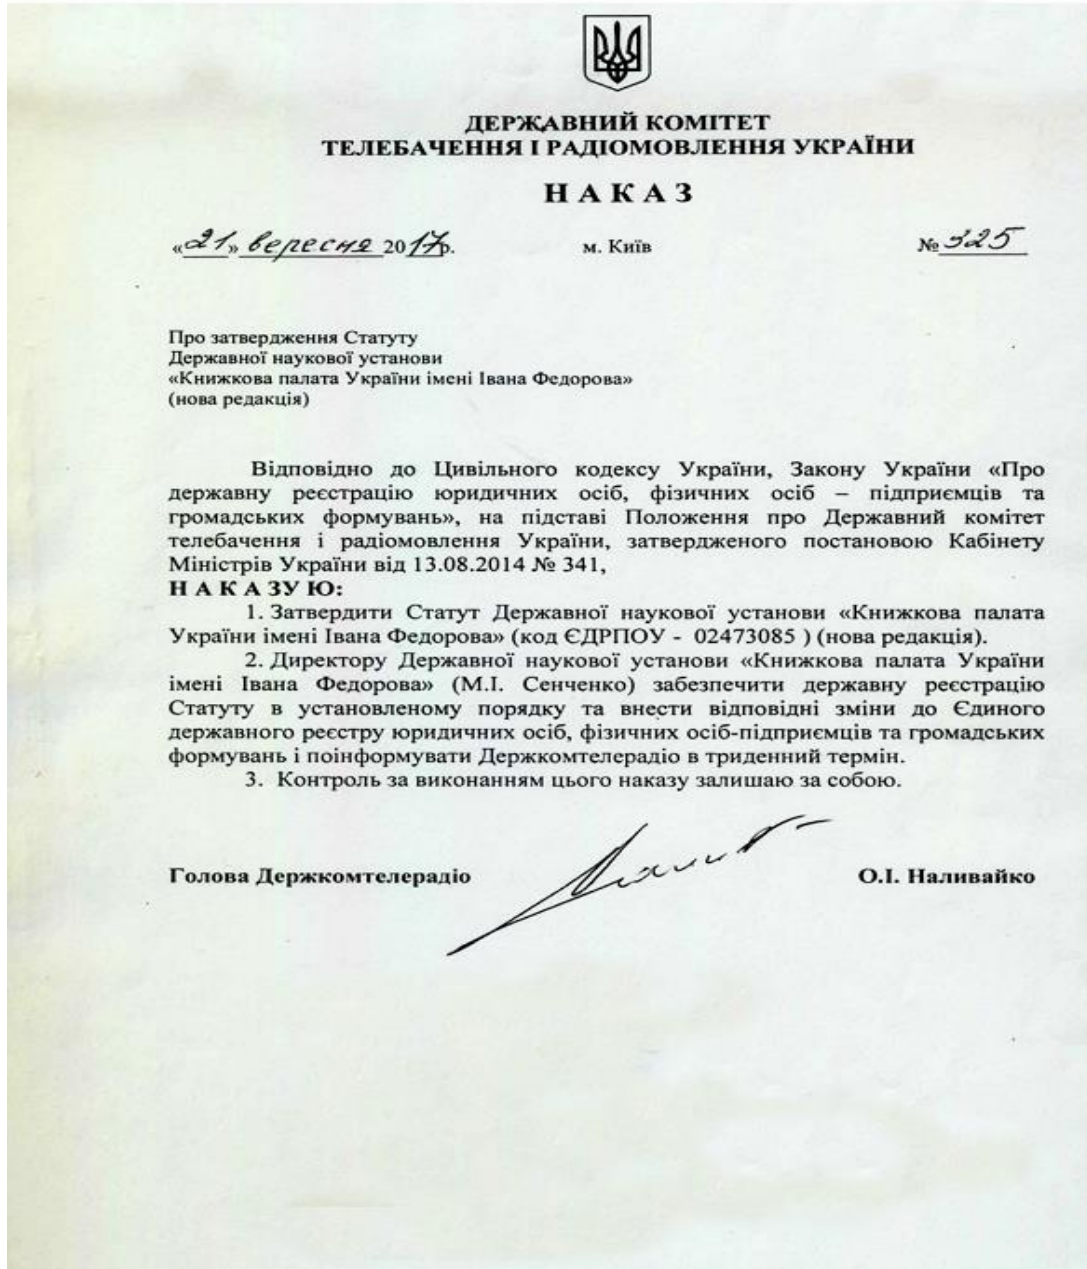 ДЕРЖАВНИЙ КОМІТЕТ
ТЕЛЕБАЧЕННЯ І РАДІОМОВЛЕННЯ УКРАЇНИ
Н А К А З
«21» вересня 2017р. м. Київ № 325
Про затвердження Статуту
Державної наукової установи
«Книжкова палата України імені Івана Федорова»
(нова редакція)
Відповідно до Цивільного кодексу України, Закону України «Про
державну реєстрацію юридичних осіб, фізичних осіб – підприємців та
громадських формувань», на підставі Положення про Державний комітет
телебачення і радіомовлення України, затвердженого постановою Кабінету
Міністрів України від 13.08.2014 № 341,
Н А К А ЗУ Ю:
1. Затвердити Статут Державної наукової установи «Книжкова палата
України імені Івана Федорова» (код ЄДРПОУ - 02473085 ) (нова редакція).
2. Директору Державної наукової установи «Книжкова палата України
імені Івана Федорова» (М.І. Сенченко) забезпечити державну реєстрацію
Статуту в установленому порядку та внести відповідні зміни до Єдиного
державного реєстру юридичних осіб, фізичних осіб-підприємців та громадських
формувань і поінформувати Держкомтелерадіо в триденний термін.
3. Контроль за виконанням цього наказу залишаю за собою.
Голова Держкомтелерадіо О.І. Наливайко